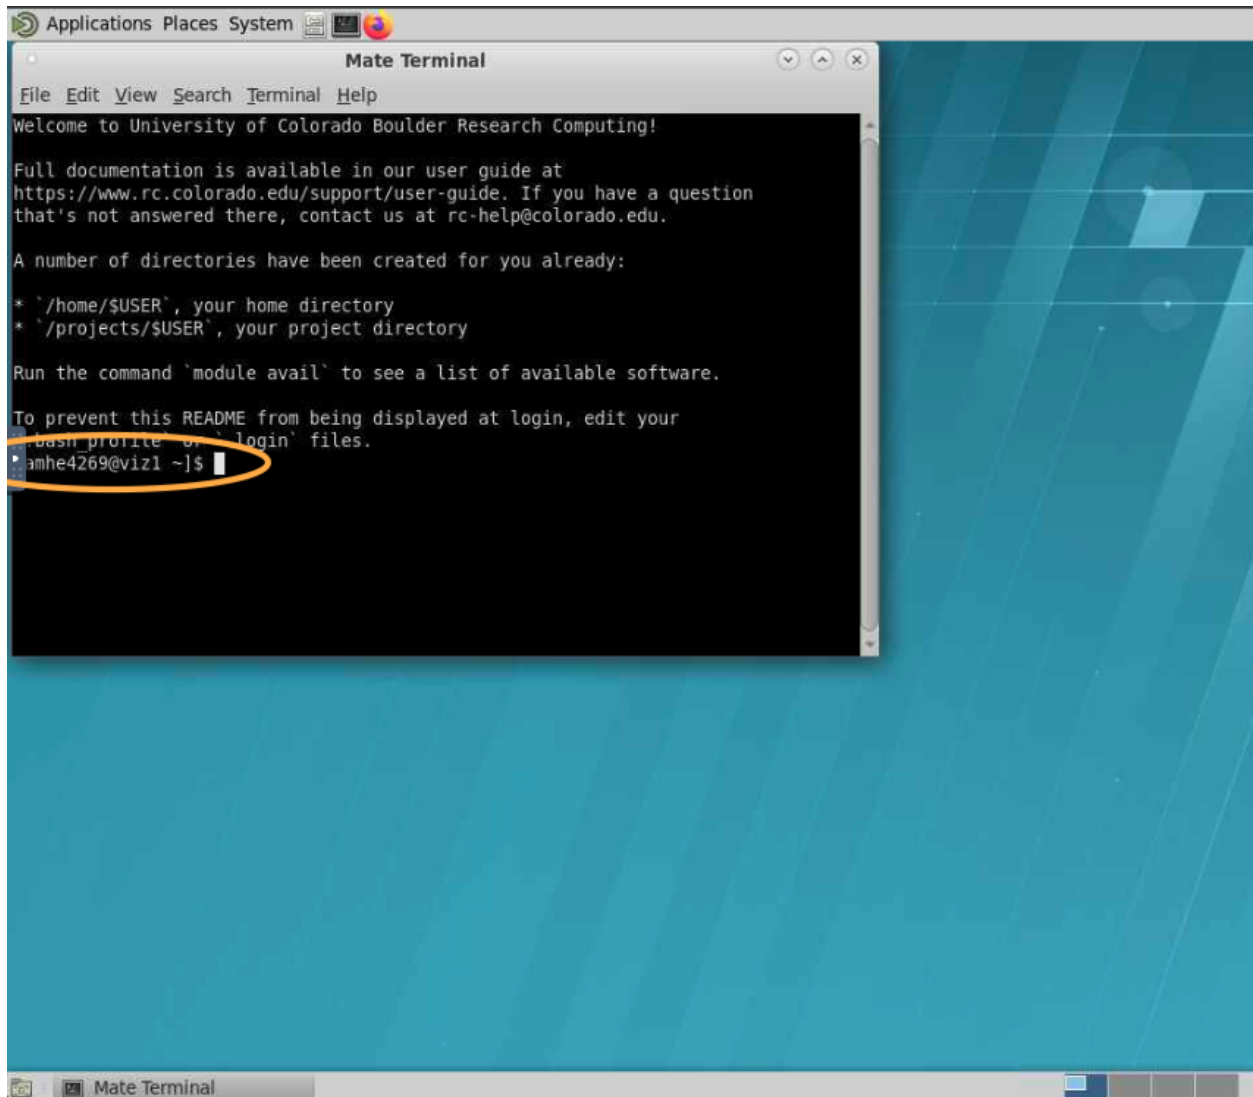 Applications Places System
Mate Terminal
File Edit View Search Terminal Help
Welcome to University of Colorado Boulder Research Computing!
Full documentation is available in our user guide at
https://www.rc.colorado.edu/support/user-guide. If you have a question
that's not answered there, contact us at rc-help@colorado.edu.
A number of directories have been created for you already:
* `/home/$USER`, your home directory
* `/projects/$USER`, your project directory
Run the command `module avail` to see a list of available software.
To prevent this README from being displayed at login, edit your
bash_profile` or `.login` files.
amhe4269@viz1 ~]$
Mate Terminal